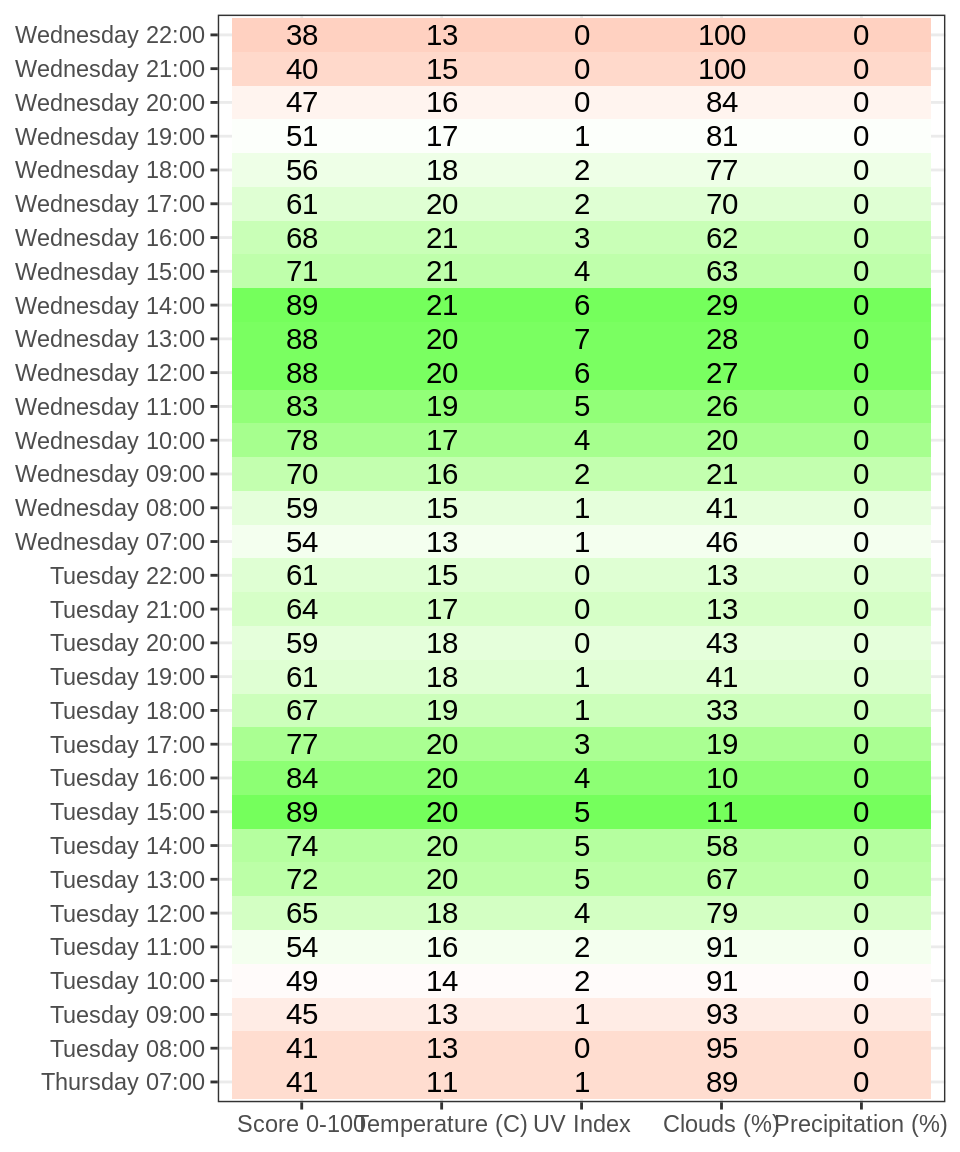 Wednesday 22:00 38 13 0 100 0
Wednesday 21:00 40 15 0 100 0
Wednesday 20:00 47 16 0 84 0
Wednesday 19:00 51 17 1 81 0
Wednesday 18:00 56 18 2 77 0
Wednesday 17:00 61 20 2 70 0
Wednesday 16:00 68 21 3 62 0
Wednesday 15:00 71 21 4 63 0
Wednesday 14:00 89 21 6 29 0
Wednesday 13:00 88 20 7 28 0
Wednesday 12:00 88 20 6 27 0
Wednesday 11:00 83 19 5 26 0
Wednesday 10:00 78 17 4 20 0
Wednesday 09:00 70 16 2 21 0
Wednesday 08:00 59 15 1 41 0
Wednesday 07:00 54 13 1 46 0
Tuesday 22:00 61 15 0 13 0
Tuesday 21:00 64 17 0 13 0
Tuesday 20:00 59 18 0 43 0
Tuesday 19:00 61 18 1 41 0
Tuesday 18:00 67 19 1 33 0
Tuesday 17:00 77 20 3 19 0
Tuesday 16:00 84 20 4 10 0
Tuesday 15:00 89 20 5 11 0
Tuesday 14:00 74 20 5 58 0
Tuesday 13:00 72 20 5 67 0
Tuesday 12:00 65 18 4 79 0
Tuesday 11:00 54 16 2 91 0
Tuesday 10:00 49 14 2 91 0
Tuesday 09:00 45 13 1 93 0
Tuesday 08:00 41 13 0 95 0
Thursday 07:00 41 11 1 89 0
Score 0-100 Temperature (C) UV Index Clouds (%) Precipitation (%)